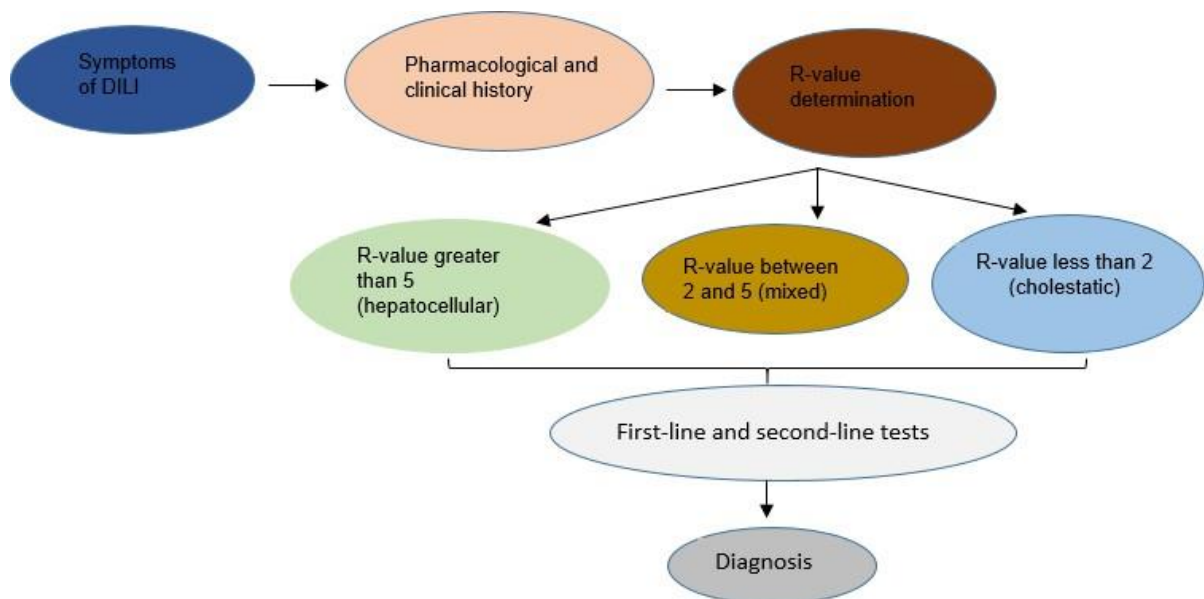 Symptoms
of DILI
Pharmacological and
clinical history
R-value
determination
R-value greater
than 5
(hepatocellular)
R-value between
2 and 5 (mixed)
R-value less than 2
(cholestatic)
First-line and second-line tests
Diagnosis